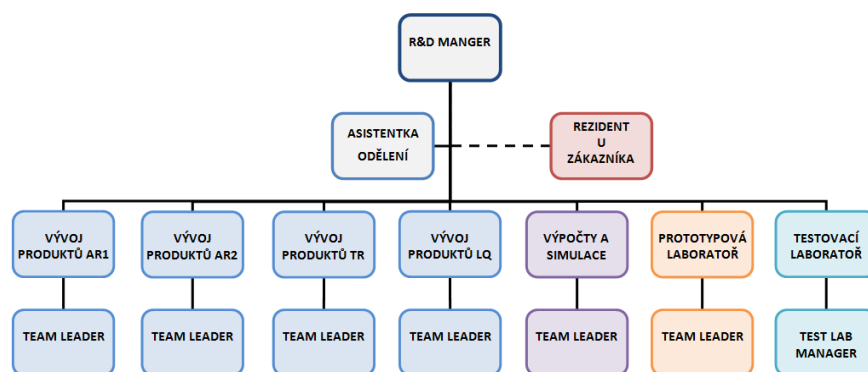 R&D MANGER
ASISTENTKA
ODĚLENÍ
REZIDENT
U
ZÁKAZNÍKA
VÝVOJ
PRODUKTŮ AR1
VÝVOJ
PRODUKTŮ AR2
VÝVOJ
PRODUKTŮ TR
VÝVOJ
PRODUKTŮ LQ
VÝPOČTY A
SIMULACE
PROTOTYPOVÁ
LABORATOŘ
TESTOVACÍ
LABORATOŘ
TEAM LEADER
TEAM LEADER
TEAM LEADER
TEAM LEADER
TEAM LEADER
TEAM LEADER
TEST LAB
MANAGER